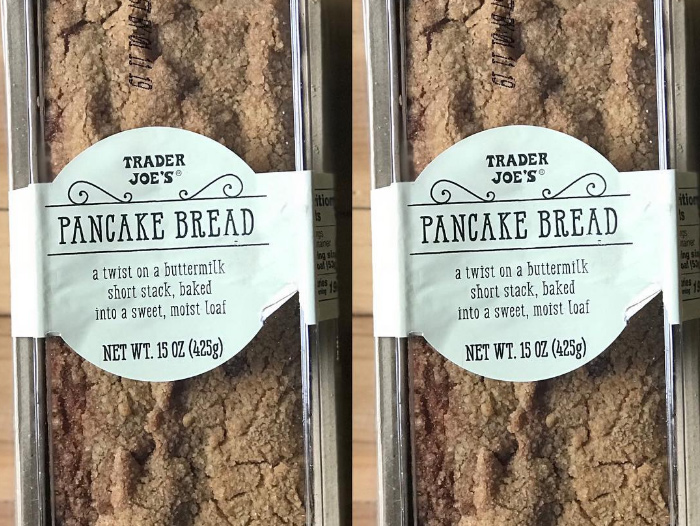 TRADER
JOE'S®
PANCAKE BREAD
a twist on a buttermilk
short stack, baked
into a sweet, moist loaf
NET WT. 15 OZ (425g)
TRADER
JOE'S®
PANCAKE BREAD
a twist on a buttermilk
short stack, baked
into a sweet, moist loaf
NET WT. 15 OZ (425g)